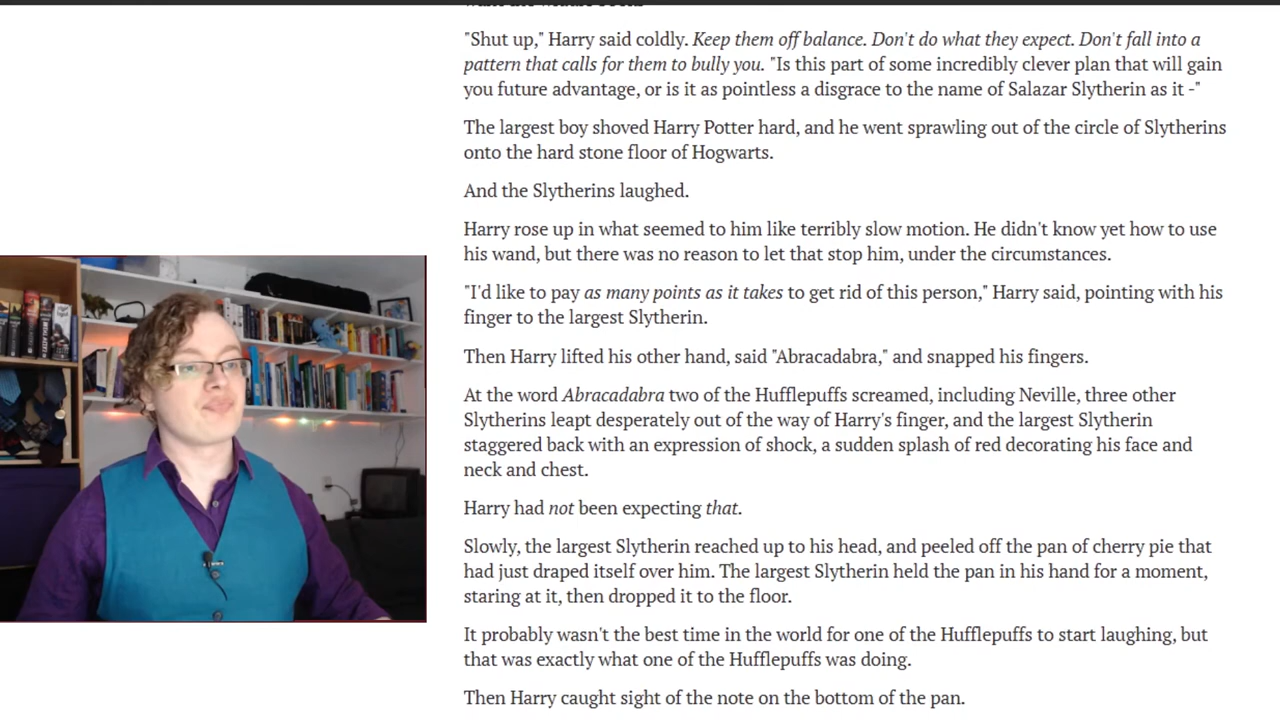 "Shut up," Harry said coldly. Keep them off balance. Don't do what they expect. Don't fall into a
pattern that calls for them to bully you. "Is this part of some incredibly clever plan that will gain
you future advantage, or is it as pointless a disgrace to the name of Salazar Slytherin as it -"
The largest boy shoved Harry Potter hard, and he went sprawling out of the circle of Slytherins
onto the hard stone floor of Hogwarts.
And the Slytherins laughed.
Harry rose up in what seemed to him like terribly slow motion. He didn't know yet how to use
his wand, but there was no reason to let that stop him, under the circumstances.
"I'd like to pay as many points as it takes to get rid of this person," Harry said, pointing with his
finger to the largest Slytherin.
Then Harry lifted his other hand, said "Abracadabra," and snapped his fingers.
At the word Abracadabra two of the Hufflepuffs screamed, including Neville, three other
Slytherins leapt desperately out of the way of Harry's finger, and the largest Slytherin
staggered back with an expression of shock, a sudden splash of red decorating his face and
neck and chest.
Harry had not been expecting that.
Slowly, the largest Slytherin reached up to his head, and peeled off the pan of cherry pie that
had just draped itself over him. The largest Slytherin held the pan in his hand for a moment,
staring at it, then dropped it to the floor.
It probably wasn't the best time in the world for one of the Hufflepuffs to start laughing, but
that was exactly what one of the Hufflepuffs was doing.
Then Harry caught sight of the note on the bottom of the pan.